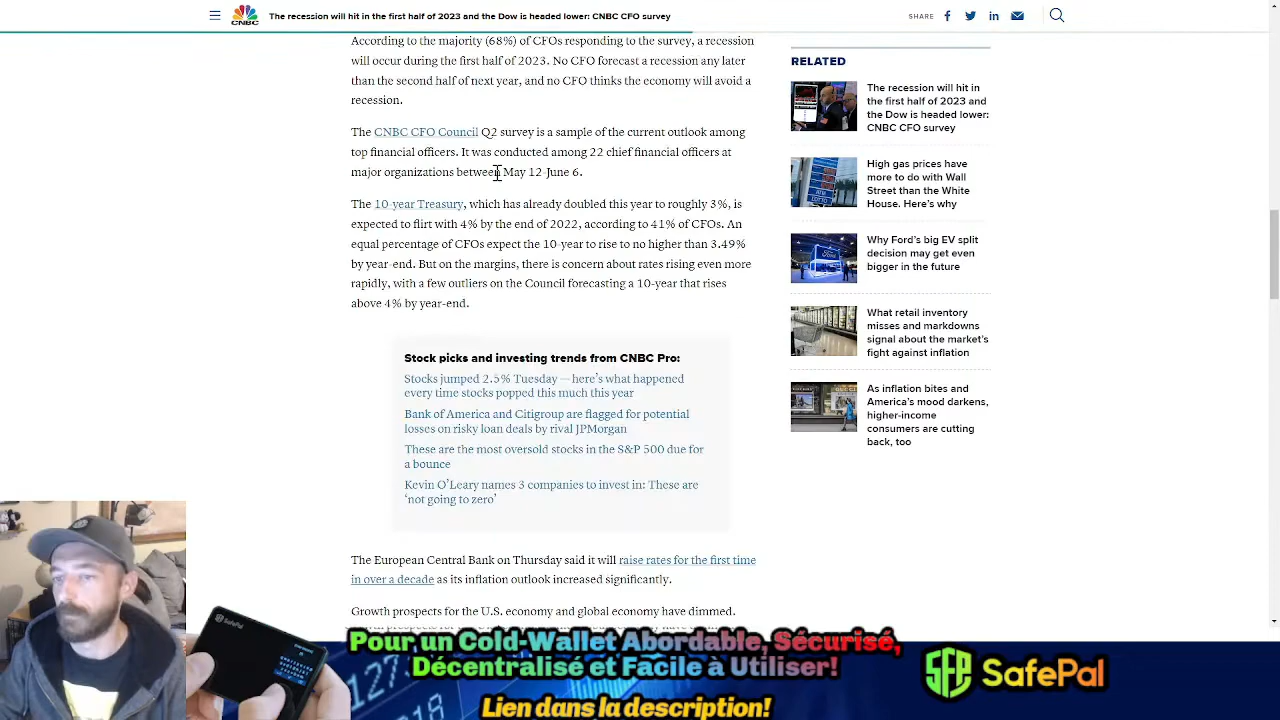 CNBC
The recession will hit in the first half of 2023 and the Dow is headed lower: CNBC CFO survey
SHARE
According to the majority (68%) of CFOs responding to the survey, a recession
will occur during the first half of 2023. No CFO forecast a recession any later
than the second half of next year, and no CFO thinks the economy will avoid a
recession.
The CNBC CFO Council Q2 survey is a sample of the current outlook among
top financial officers. It was conducted among 22 chief financial officers at
major organizations between May 12-June 6.
The 10-year Treasury, which has already doubled this year to roughly 3%, is
expected to flirt with 4% by the end of 2022, according to 41% of CFOs. An
equal percentage of CFOs expect the 10-year to rise to no higher than 3.49%
by year-end. But on the margins, there is concern about rates rising even more
rapidly, with a few outliers on the Council forecasting a 10-year that rises
above 4% by year-end.
Stock picks and investing trends from CNBC Pro:
Stocks jumped 2.5% Tuesday — here's what happened
every time stocks popped this much this year
Bank of America and Citigroup are flagged for potential
losses on risky loan deals by rival JPMorgan
These are the most oversold stocks in the S&P 500 due for
a bounce
Kevin O'Leary names 3 companies to invest in: These are
'not going to zero'
The European Central Bank on Thursday said it will raise rates for the first time
in over a decade as its inflation outlook increased significantly.
Growth prospects for the U.S. economy and global economy have dimmed.
RELATED
The recession will hit in
the first half of 2023 and
the Dow is headed lower:
CNBC CFO survey
High gas prices have
more to do with Wall
Street than the White
House. Here's why
Why Ford's big EV split
decision may get even
bigger in the future
What retail inventory
misses and markdowns
signal about the market's
fight against inflation
As inflation bites and
America's mood darkens,
higher-income
consumers are cutting
back, too
SafePal
Pour un Cold-Wallet Abordable, Sécurisé,
Décentralisé et Facile à Utiliser!
Lien dans la description!
SFP SafePal